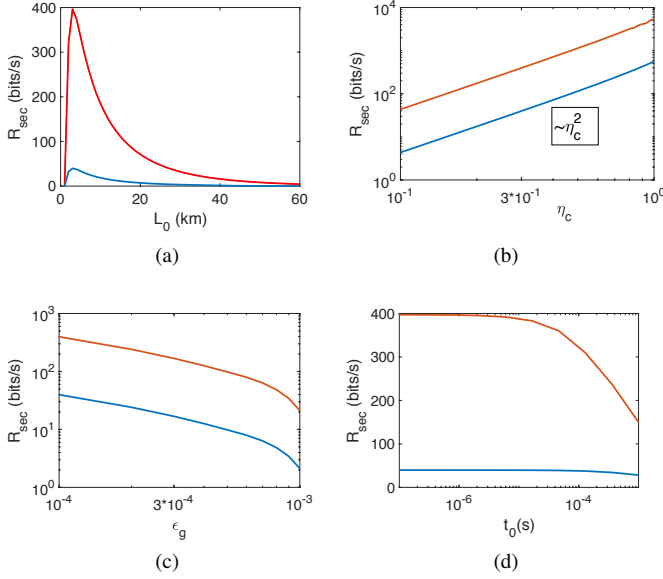 400
300
200
100
0
R_sec (bits/s)
0 20 40 60
L_0 (km)
(a)
10^4
10^2
10^0
R_sec (bits/s)
~η_c^2
10^-1 3*10^-1 10^0
η_c
(b)
10^3
10^2
10^1
10^0
R_sec (bits/s)
10^-4 3*10^-4 10^-3
ϵ_g
(c)
400
300
200
100
0
R_sec (bits/s)
10^-6 10^-4
t_0(s)
(d)